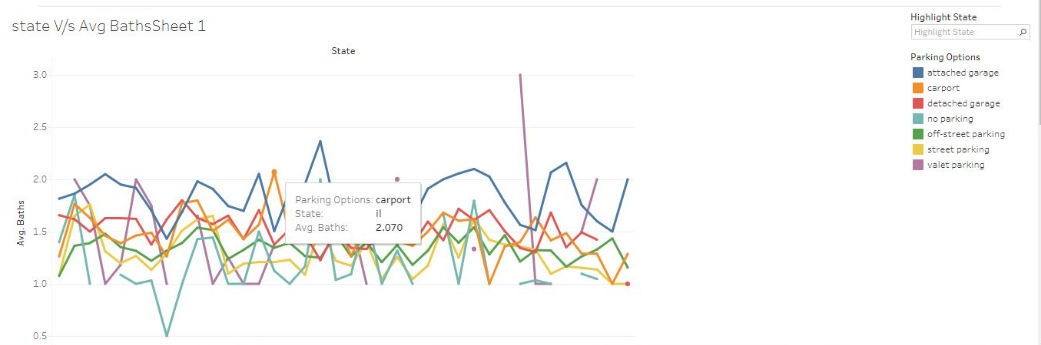 state V/s Avg BathsSheet 1
State
Avg. Baths
3.0
2.5
2.0
1.5
1.0
0.5
Parking Options: carport
State: il
Avg. Baths: 2.070
Highlight State
Highlight State
Parking Options
attached garage
carport
detached garage
no parking
off-street parking
street parking
valet parking